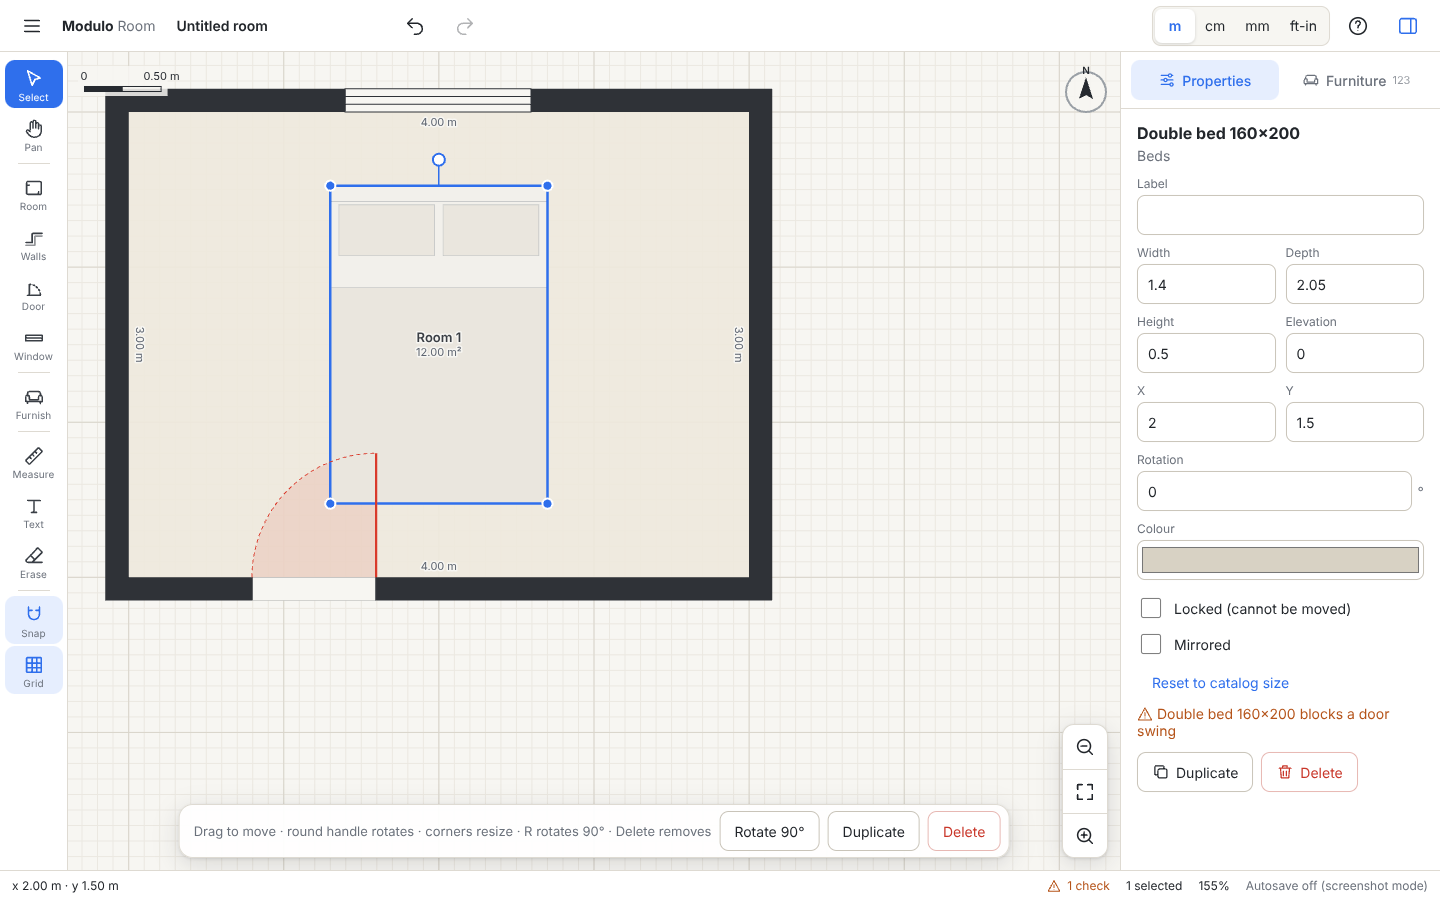 Modulo Room
Untitled room
m
cm
mm
ft-in
Select
Pan
Room
Walls
Door
Window
Furnish
Measure
Text
Erase
Snap
Grid
0
0.50 m
N
4.00 m
3.00 m
3.00 m
Room 1
12.00 m²
4.00 m
Drag to move · round handle rotates · corners resize · R rotates 90° · Delete removes
Rotate 90°
Duplicate
Delete
Properties
Furniture 123
Double bed 160×200
Beds
Label
Width
Depth
1.4
2.05
Height
Elevation
0.5
0
X
Y
2
1.5
Rotation
0
°
Colour
Locked (cannot be moved)
Mirrored
Reset to catalog size
Double bed 160×200 blocks a door
swing
Duplicate
Delete
x 2.00 m · y 1.50 m
1 check
1 selected
155%
Autosave off (screenshot mode)